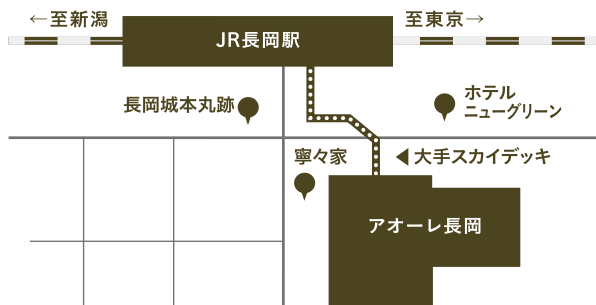 ←至新潟
至東京→
JR長岡駅
長岡城本丸跡
ホテル
ニューグリーン
寧々家
◀大手スカイデッキ
アオーレ長岡